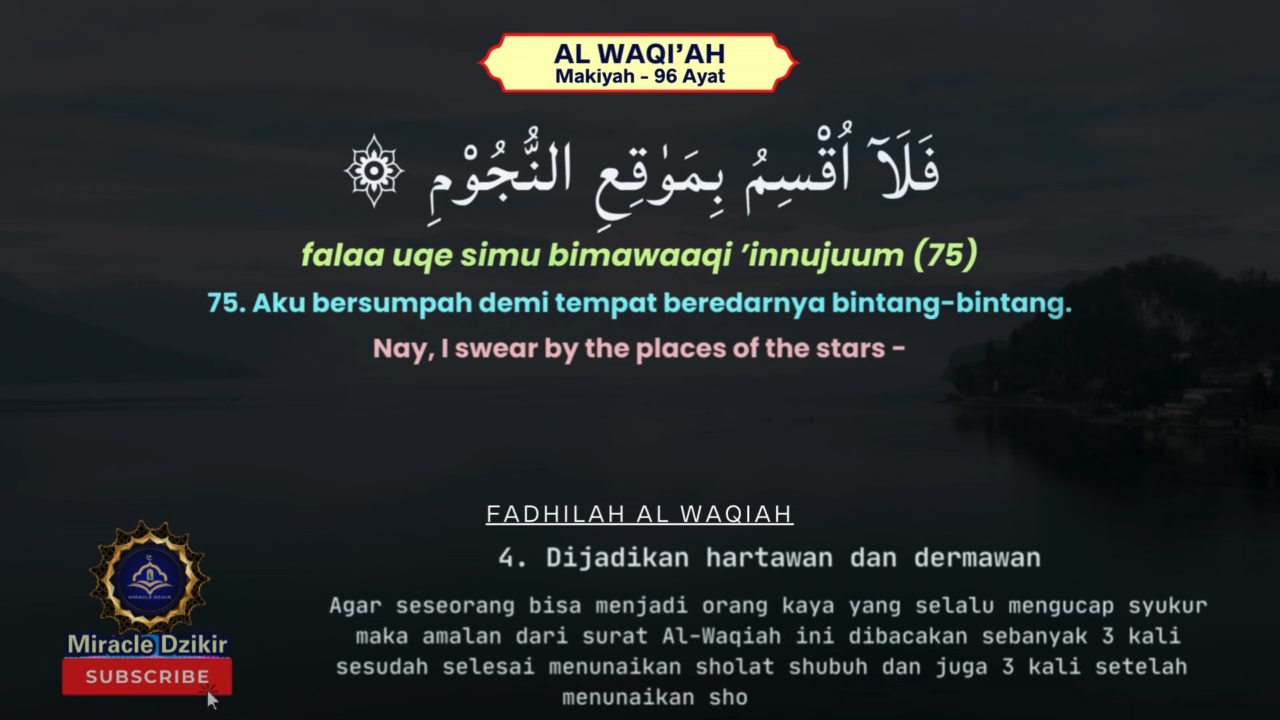 AL WAQI’AH
Makiyah - 96 Ayat
فَلَآ اُقْسِمُ بِمَوٰقِعِ النُّجُوْمِ ۞
falaa uqe simu bimawaaqi ’innujuum (75)
75. Aku bersumpah demi tempat beredarnya bintang-bintang.
Nay, I swear by the places of the stars -
FADHILAH AL WAQIAH
4. Dijadikan hartawan dan dermawan
Agar seseorang bisa menjadi orang kaya yang selalu mengucap syukur
maka amalan dari surat Al-Waqiah ini dibacakan sebanyak 3 kali
sesudah selesai menunaikan sholat shubuh dan juga 3 kali setelah
menunaikan sho
MIRACLE DZIKIR
Miracle Dzikir
SUBSCRIBE